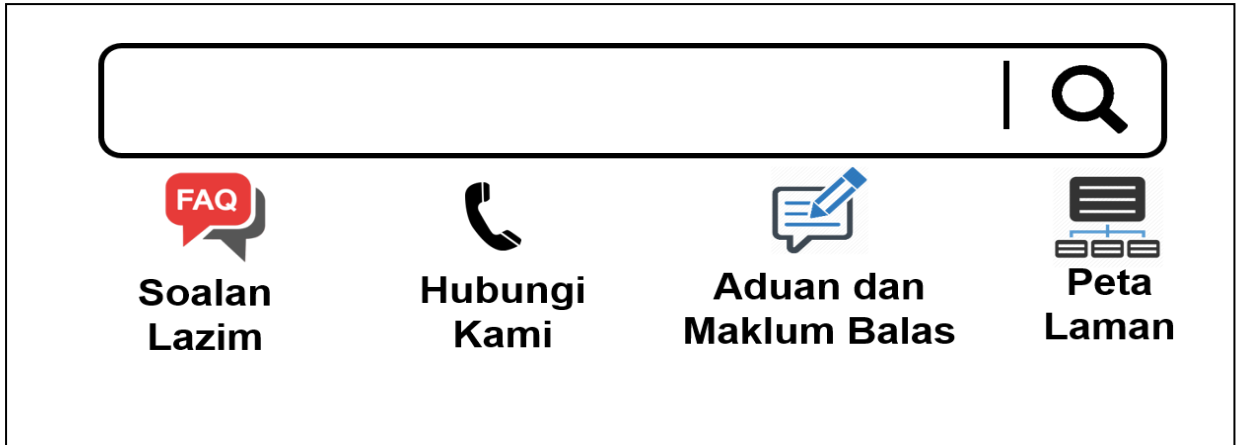 FAQ
Soalan
Lazim
Hubungi
Kami
Aduan dan
Maklum Balas
Peta
Laman